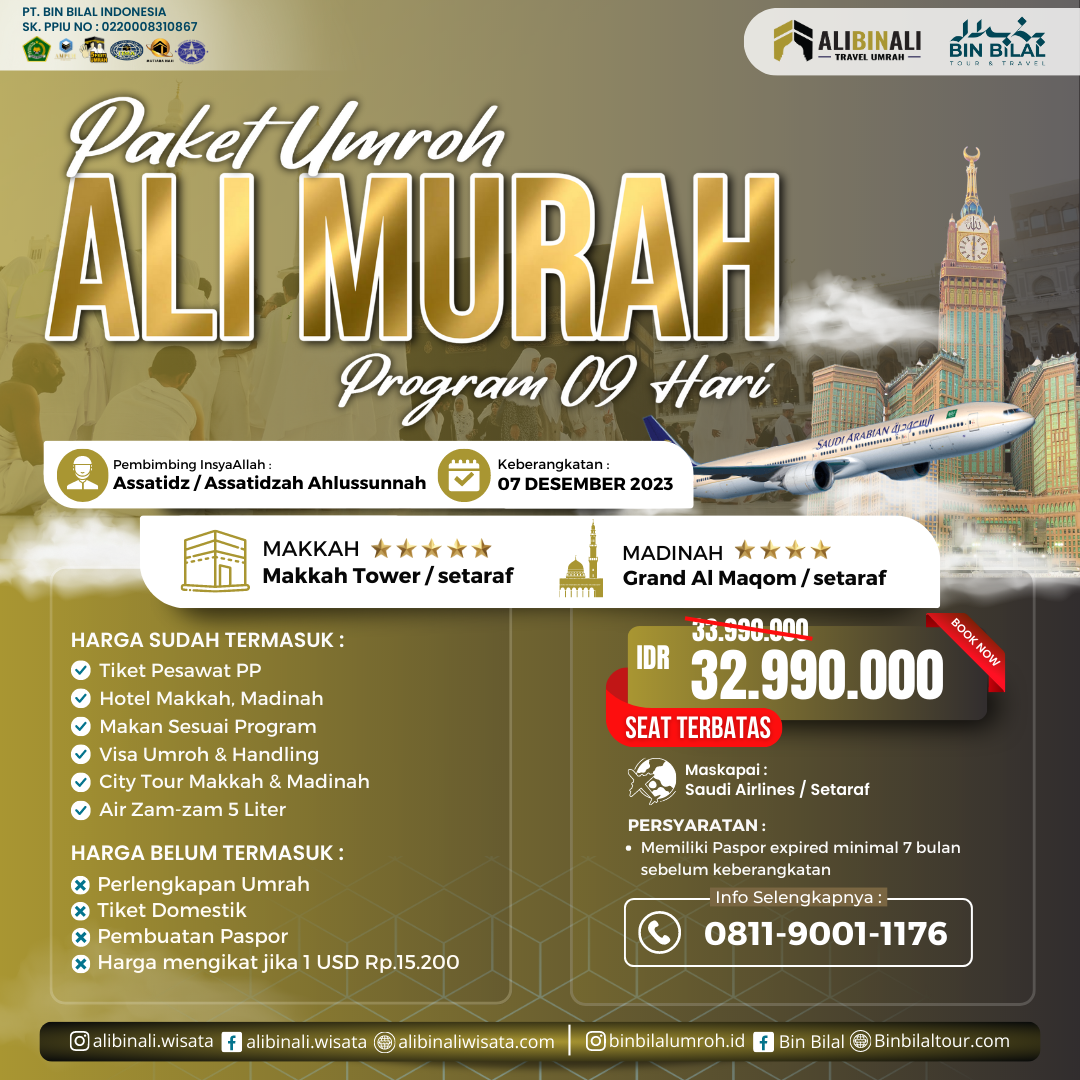 PT. BIN BILAL INDONESIA
SK. PPIU NO : 0220008310867
ALIBINALI
TRAVEL UMRAH
BIN BILAL
TOUR & TRAVEL
Paket Umroh
ALI MURAH
Program 09 Hari
SAUDI ARABIAN السعودية
Pembimbing InsyaAllah :
Assatidz / Assatidzah Ahlussunnah
Keberangkatan :
07 DESEMBER 2023
MAKKAH
Makkah Tower / setaraf
MADINAH
Grand Al Maqom / setaraf
HARGA SUDAH TERMASUK :
Tiket Pesawat PP
Hotel Makkah, Madinah
Makan Sesuai Program
Visa Umroh & Handling
City Tour Makkah & Madinah
Air Zam-zam 5 Liter
HARGA BELUM TERMASUK :
Perlengkapan Umrah
Tiket Domestik
Pembuatan Paspor
Harga mengikat jika 1 USD Rp.15.200
33.990.000
IDR 32.990.000
BOOK NOW
SEAT TERBATAS
Maskapai :
Saudi Airlines / Setaraf
PERSYARATAN :
• Memiliki Paspor expired minimal 7 bulan
sebelum keberangkatan
Info Selengkapnya :
0811-9001-1176
alibinali.wisata alibinali.wisata alibinaliwisata.com | binbilalumroh.id Bin Bilal Binbilaltour.com